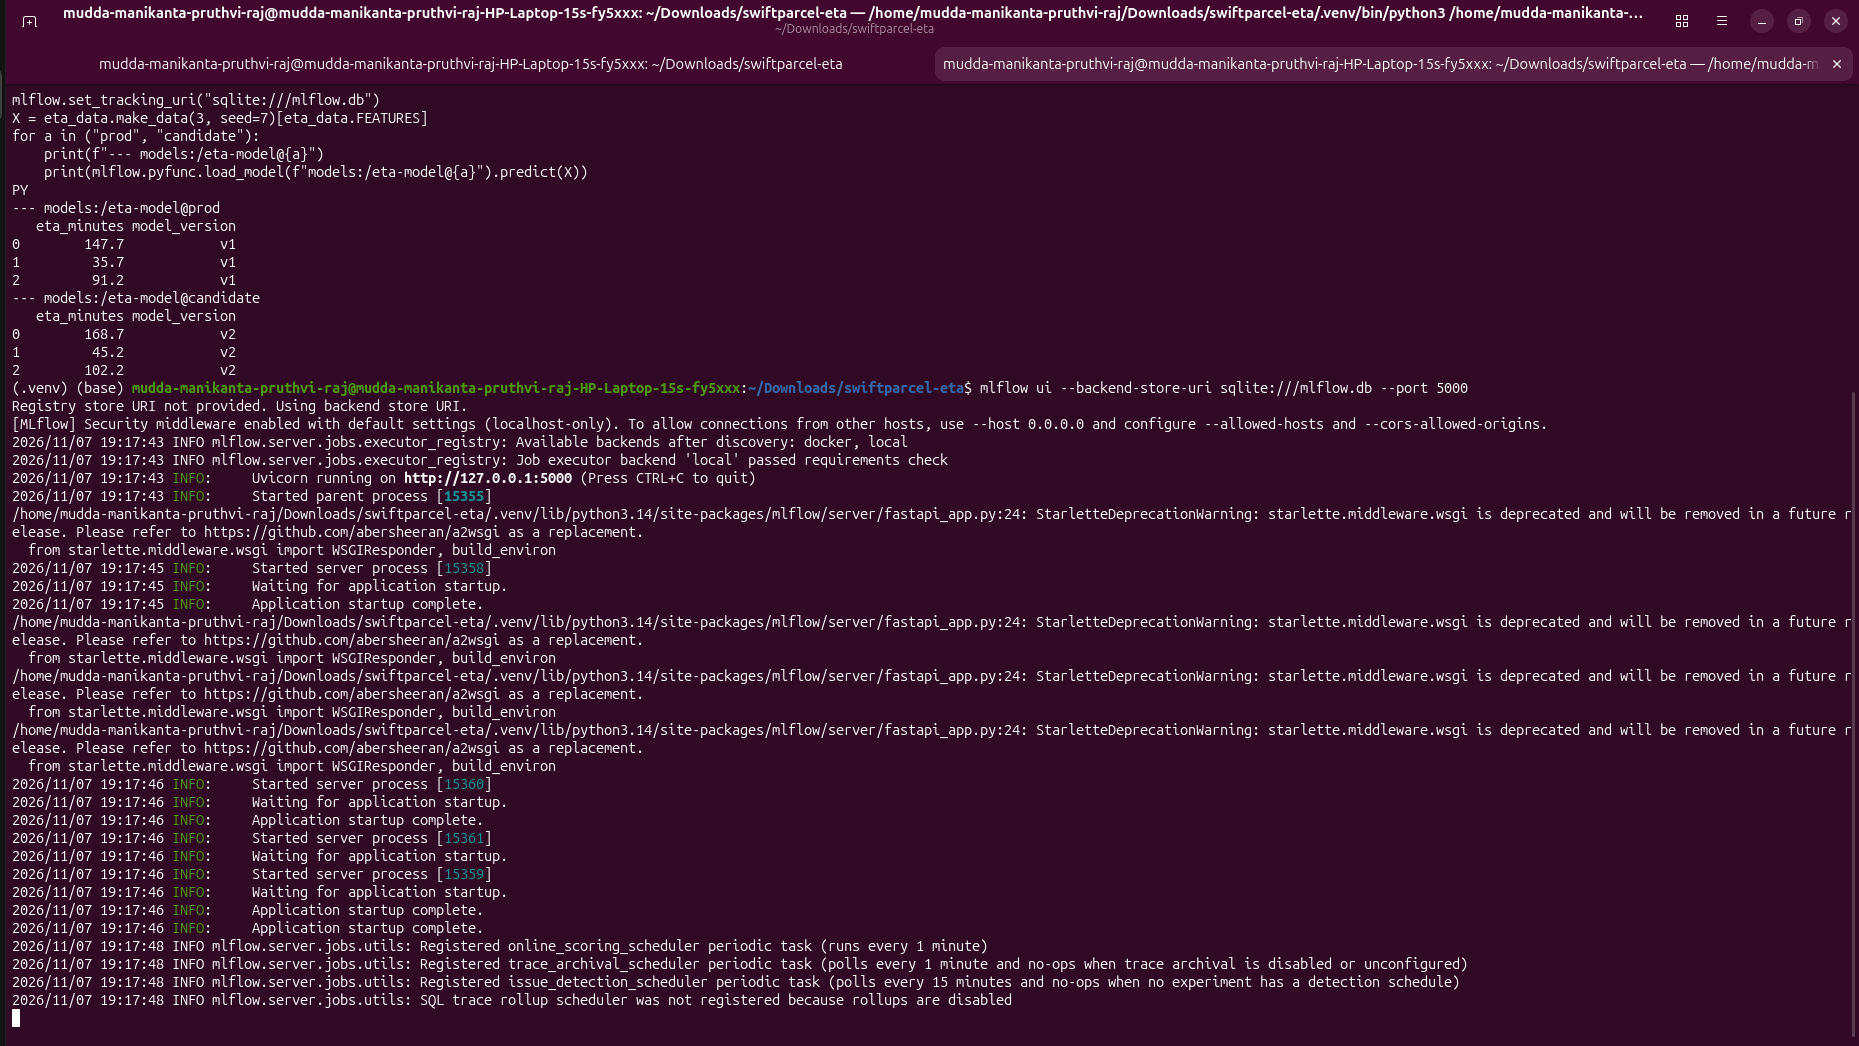 mudda-manikanta-pruthvi-raj@mudda-manikanta-pruthvi-raj-HP-Laptop-15s-fy5xxx: ~/Downloads/swiftparcel-eta — /home/mudda-manikanta-pruthvi-raj/Downloads/swiftparcel-eta/.venv/bin/python3 /home/mudda-manikanta-...
~/Downloads/swiftparcel-eta
mudda-manikanta-pruthvi-raj@mudda-manikanta-pruthvi-raj-HP-Laptop-15s-fy5xxx: ~/Downloads/swiftparcel-eta
mudda-manikanta-pruthvi-raj@mudda-manikanta-pruthvi-raj-HP-Laptop-15s-fy5xxx: ~/Downloads/swiftparcel-eta — /home/mudda-m
mlflow.set_tracking_uri("sqlite:///mlflow.db")
X = eta_data.make_data(3, seed=7)[eta_data.FEATURES]
for a in ("prod", "candidate"):
    print(f"--- models:/eta-model@{a}")
    print(mlflow.pyfunc.load_model(f"models:/eta-model@{a}").predict(X))
PY
--- models:/eta-model@prod
   eta_minutes model_version
0        147.7            v1
1         35.7            v1
2         91.2            v1
--- models:/eta-model@candidate
   eta_minutes model_version
0        168.7            v2
1         45.2            v2
2        102.2            v2
(.venv) (base) mudda-manikanta-pruthvi-raj@mudda-manikanta-pruthvi-raj-HP-Laptop-15s-fy5xxx:~/Downloads/swiftparcel-eta$ mlflow ui --backend-store-uri sqlite:///mlflow.db --port 5000
Registry store URI not provided. Using backend store URI.
[MLflow] Security middleware enabled with default settings (localhost-only). To allow connections from other hosts, use --host 0.0.0.0 and configure --allowed-hosts and --cors-allowed-origins.
2026/11/07 19:17:43 INFO mlflow.server.jobs.executor_registry: Available backends after discovery: docker, local
2026/11/07 19:17:43 INFO mlflow.server.jobs.executor_registry: Job executor backend 'local' passed requirements check
2026/11/07 19:17:43 INFO:     Uvicorn running on http://127.0.0.1:5000 (Press CTRL+C to quit)
2026/11/07 19:17:43 INFO:     Started parent process [15355]
/home/mudda-manikanta-pruthvi-raj/Downloads/swiftparcel-eta/.venv/lib/python3.14/site-packages/mlflow/server/fastapi_app.py:24: StarletteDeprecationWarning: starlette.middleware.wsgi is deprecated and will be removed in a future r
elease. Please refer to https://github.com/abersheeran/a2wsgi as a replacement.
  from starlette.middleware.wsgi import WSGIResponder, build_environ
2026/11/07 19:17:45 INFO:     Started server process [15358]
2026/11/07 19:17:45 INFO:     Waiting for application startup.
2026/11/07 19:17:45 INFO:     Application startup complete.
/home/mudda-manikanta-pruthvi-raj/Downloads/swiftparcel-eta/.venv/lib/python3.14/site-packages/mlflow/server/fastapi_app.py:24: StarletteDeprecationWarning: starlette.middleware.wsgi is deprecated and will be removed in a future r
elease. Please refer to https://github.com/abersheeran/a2wsgi as a replacement.
  from starlette.middleware.wsgi import WSGIResponder, build_environ
/home/mudda-manikanta-pruthvi-raj/Downloads/swiftparcel-eta/.venv/lib/python3.14/site-packages/mlflow/server/fastapi_app.py:24: StarletteDeprecationWarning: starlette.middleware.wsgi is deprecated and will be removed in a future r
elease. Please refer to https://github.com/abersheeran/a2wsgi as a replacement.
  from starlette.middleware.wsgi import WSGIResponder, build_environ
/home/mudda-manikanta-pruthvi-raj/Downloads/swiftparcel-eta/.venv/lib/python3.14/site-packages/mlflow/server/fastapi_app.py:24: StarletteDeprecationWarning: starlette.middleware.wsgi is deprecated and will be removed in a future r
elease. Please refer to https://github.com/abersheeran/a2wsgi as a replacement.
  from starlette.middleware.wsgi import WSGIResponder, build_environ
2026/11/07 19:17:46 INFO:     Started server process [15360]
2026/11/07 19:17:46 INFO:     Waiting for application startup.
2026/11/07 19:17:46 INFO:     Application startup complete.
2026/11/07 19:17:46 INFO:     Started server process [15361]
2026/11/07 19:17:46 INFO:     Waiting for application startup.
2026/11/07 19:17:46 INFO:     Started server process [15359]
2026/11/07 19:17:46 INFO:     Waiting for application startup.
2026/11/07 19:17:46 INFO:     Application startup complete.
2026/11/07 19:17:46 INFO:     Application startup complete.
2026/11/07 19:17:48 INFO mlflow.server.jobs.utils: Registered online_scoring_scheduler periodic task (runs every 1 minute)
2026/11/07 19:17:48 INFO mlflow.server.jobs.utils: Registered trace_archival_scheduler periodic task (polls every 1 minute and no-ops when trace archival is disabled or unconfigured)
2026/11/07 19:17:48 INFO mlflow.server.jobs.utils: Registered issue_detection_scheduler periodic task (polls every 15 minutes and no-ops when no experiment has a detection schedule)
2026/11/07 19:17:48 INFO mlflow.server.jobs.utils: SQL trace rollup scheduler was not registered because rollups are disabled